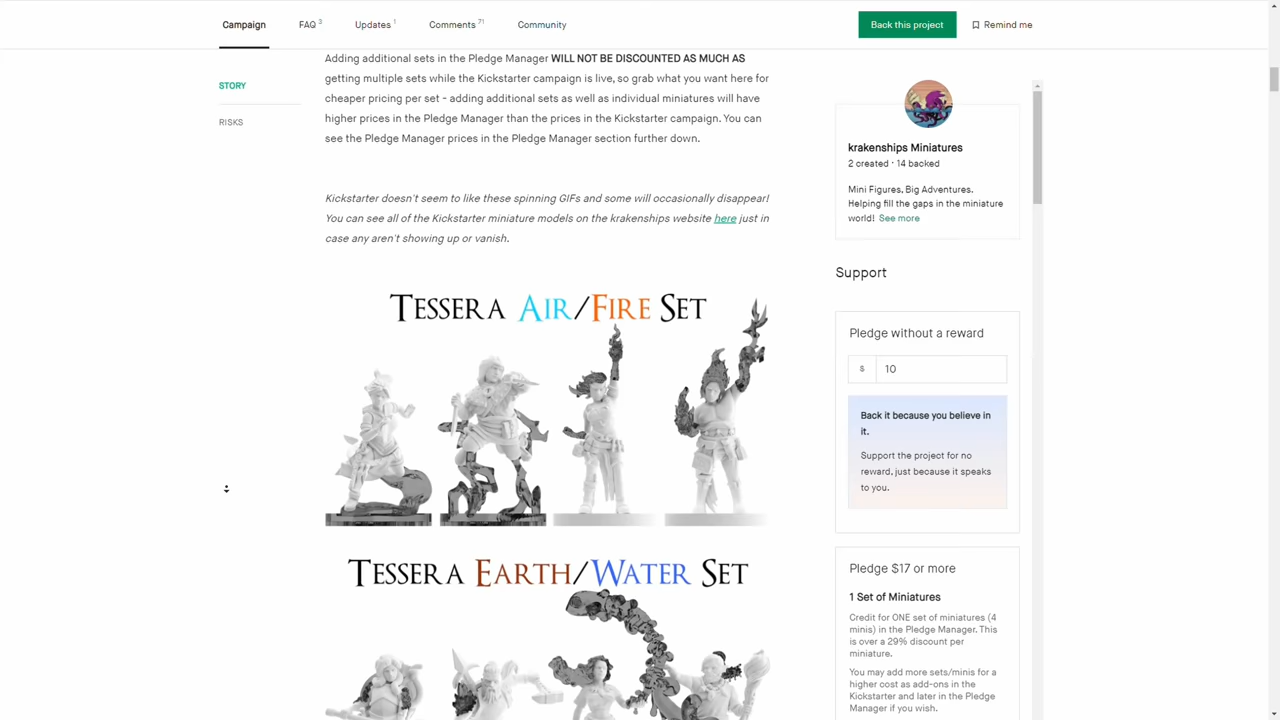 Campaign
FAQ 3
Updates 1
Comments 71
Community
Back this project
Remind me
STORY
RISKS
Adding additional sets in the Pledge Manager WILL NOT BE DISCOUNTED AS MUCH AS
getting multiple sets while the Kickstarter campaign is live, so grab what you want here for
cheaper pricing per set - adding additional sets as well as individual miniatures will have
higher prices in the Pledge Manager than the prices in the Kickstarter campaign. You can
see the Pledge Manager prices in the Pledge Manager section further down.
Kickstarter doesn't seem to like these spinning GIFs and some will occasionally disappear!
You can see all of the Kickstarter miniature models on the krakenships website here just in
case any aren't showing up or vanish.
TESSERA AIR/FIRE SET
TESSERA EARTH/WATER SET
krakenships Miniatures
2 created · 14 backed
Mini Figures, Big Adventures.
Helping fill the gaps in the miniature
world! See more
Support
Pledge without a reward
$ 10
Back it because you believe in
it.
Support the project for no
reward, just because it speaks
to you.
Pledge $17 or more
1 Set of Miniatures
Credit for ONE set of miniatures (4
minis) in the Pledge Manager. This
is over a 29% discount per
miniature.
You may add more sets/minis for a
higher cost as add-ons in the
Kickstarter and later in the Pledge
Manager if you wish.